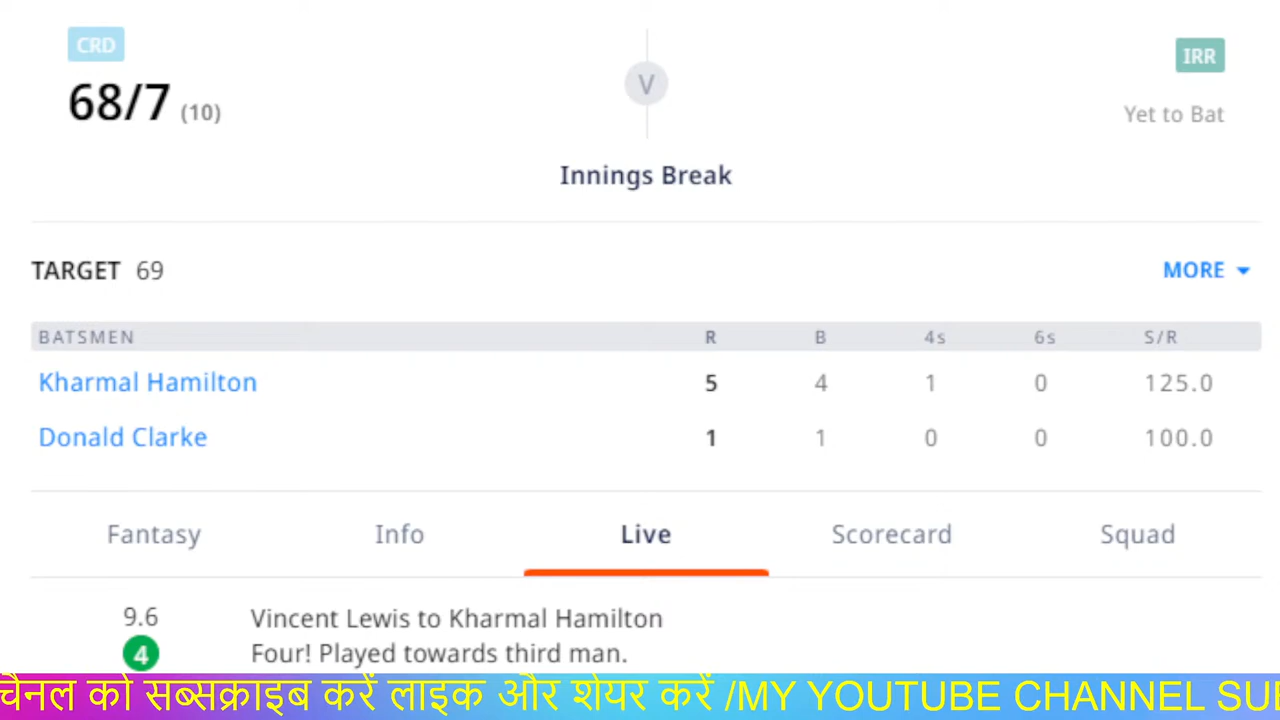 CRD
68/7 (10)
V
IRR
Yet to Bat
Innings Break
TARGET 69
MORE
BATSMEN R B 4s 6s S/R
Kharmal Hamilton 5 4 1 0 125.0
Donald Clarke 1 1 0 0 100.0
Fantasy Info Live Scorecard Squad
9.6 Vincent Lewis to Kharmal Hamilton
4 Four! Played towards third man.
चैनल को सब्सक्राइब करें लाइक और शेयर करें /MY YOUTUBE CHANNEL